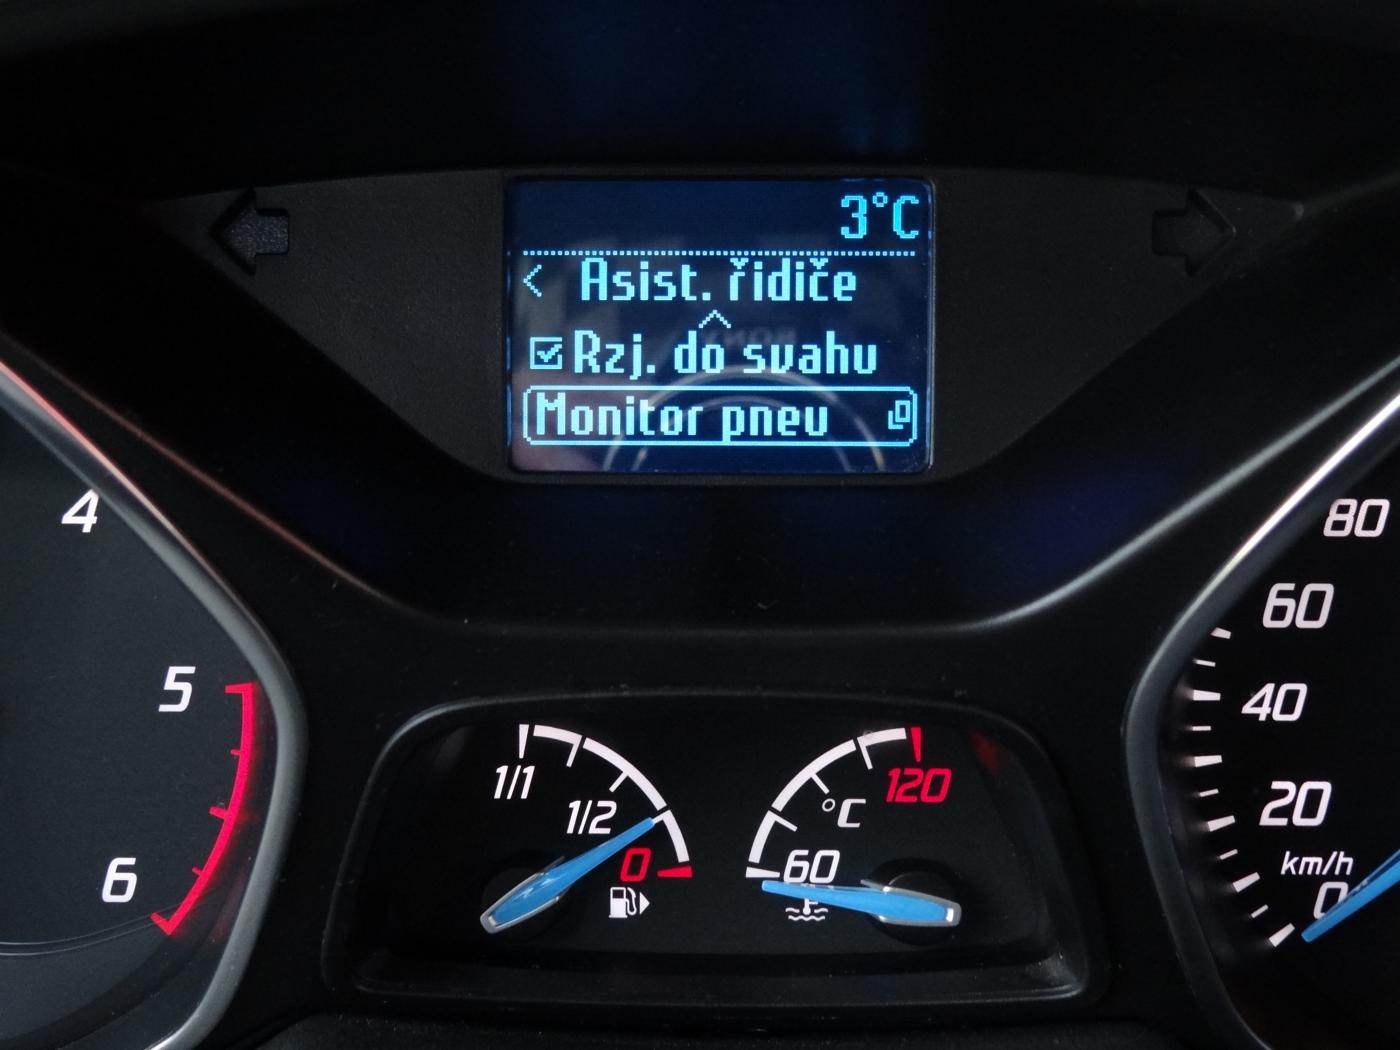 3°C
< Asist. řidiče
Rzj. do svahu
Monitor pneu
4
5
6
1/1
1/2
0
120
°C
60
80
60
40
20
km/h
0